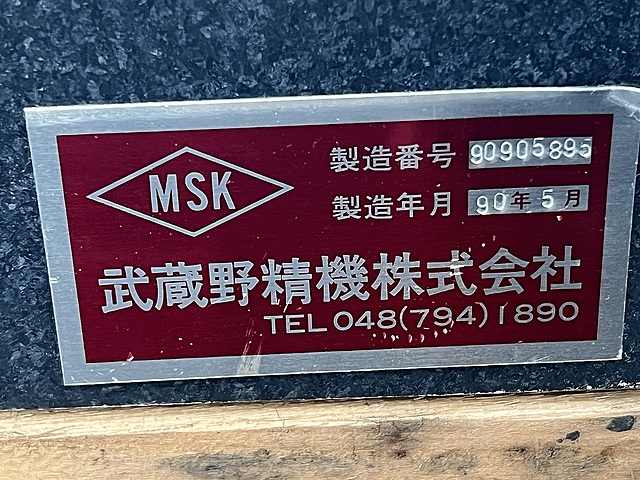 MSK
製造番号 90905895
製造年月 90年5月
武蔵野精機株式会社
TEL 048(794)1890